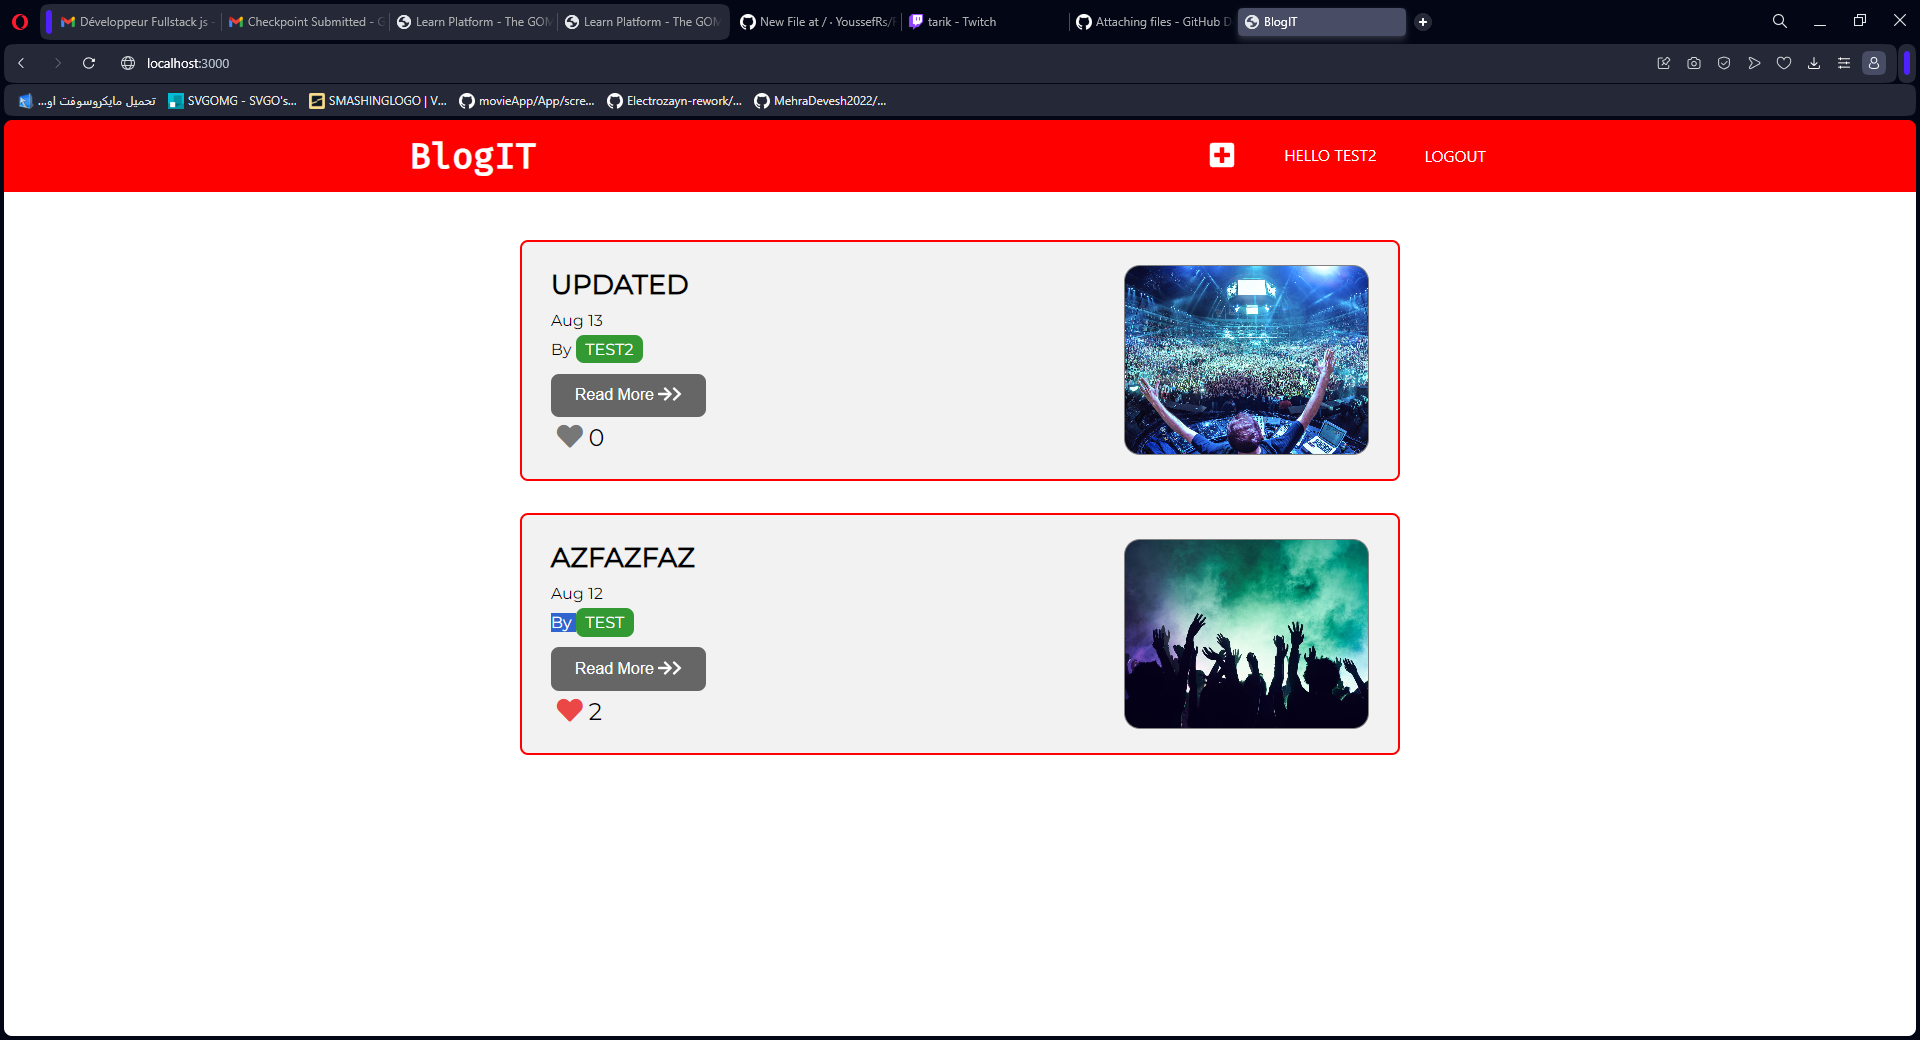 Développeur Fullstack js -
Checkpoint Submitted - G
Learn Platform - The GOM
Learn Platform - The GOM
New File at / · YoussefRs/F
tarik - Twitch
Attaching files - GitHub D
BlogIT
localhost:3000
تحميل مايكروسوفت او...
SVGOMG - SVGO's...
SMASHINGLOGO | V...
movieApp/App/scre...
Electrozayn-rework/...
MehraDevesh2022/...
BlogIT
HELLO TEST2
LOGOUT
UPDATED
Aug 13
By TEST2
Read More
0
AZFAZFAZ
Aug 12
By TEST
Read More
2